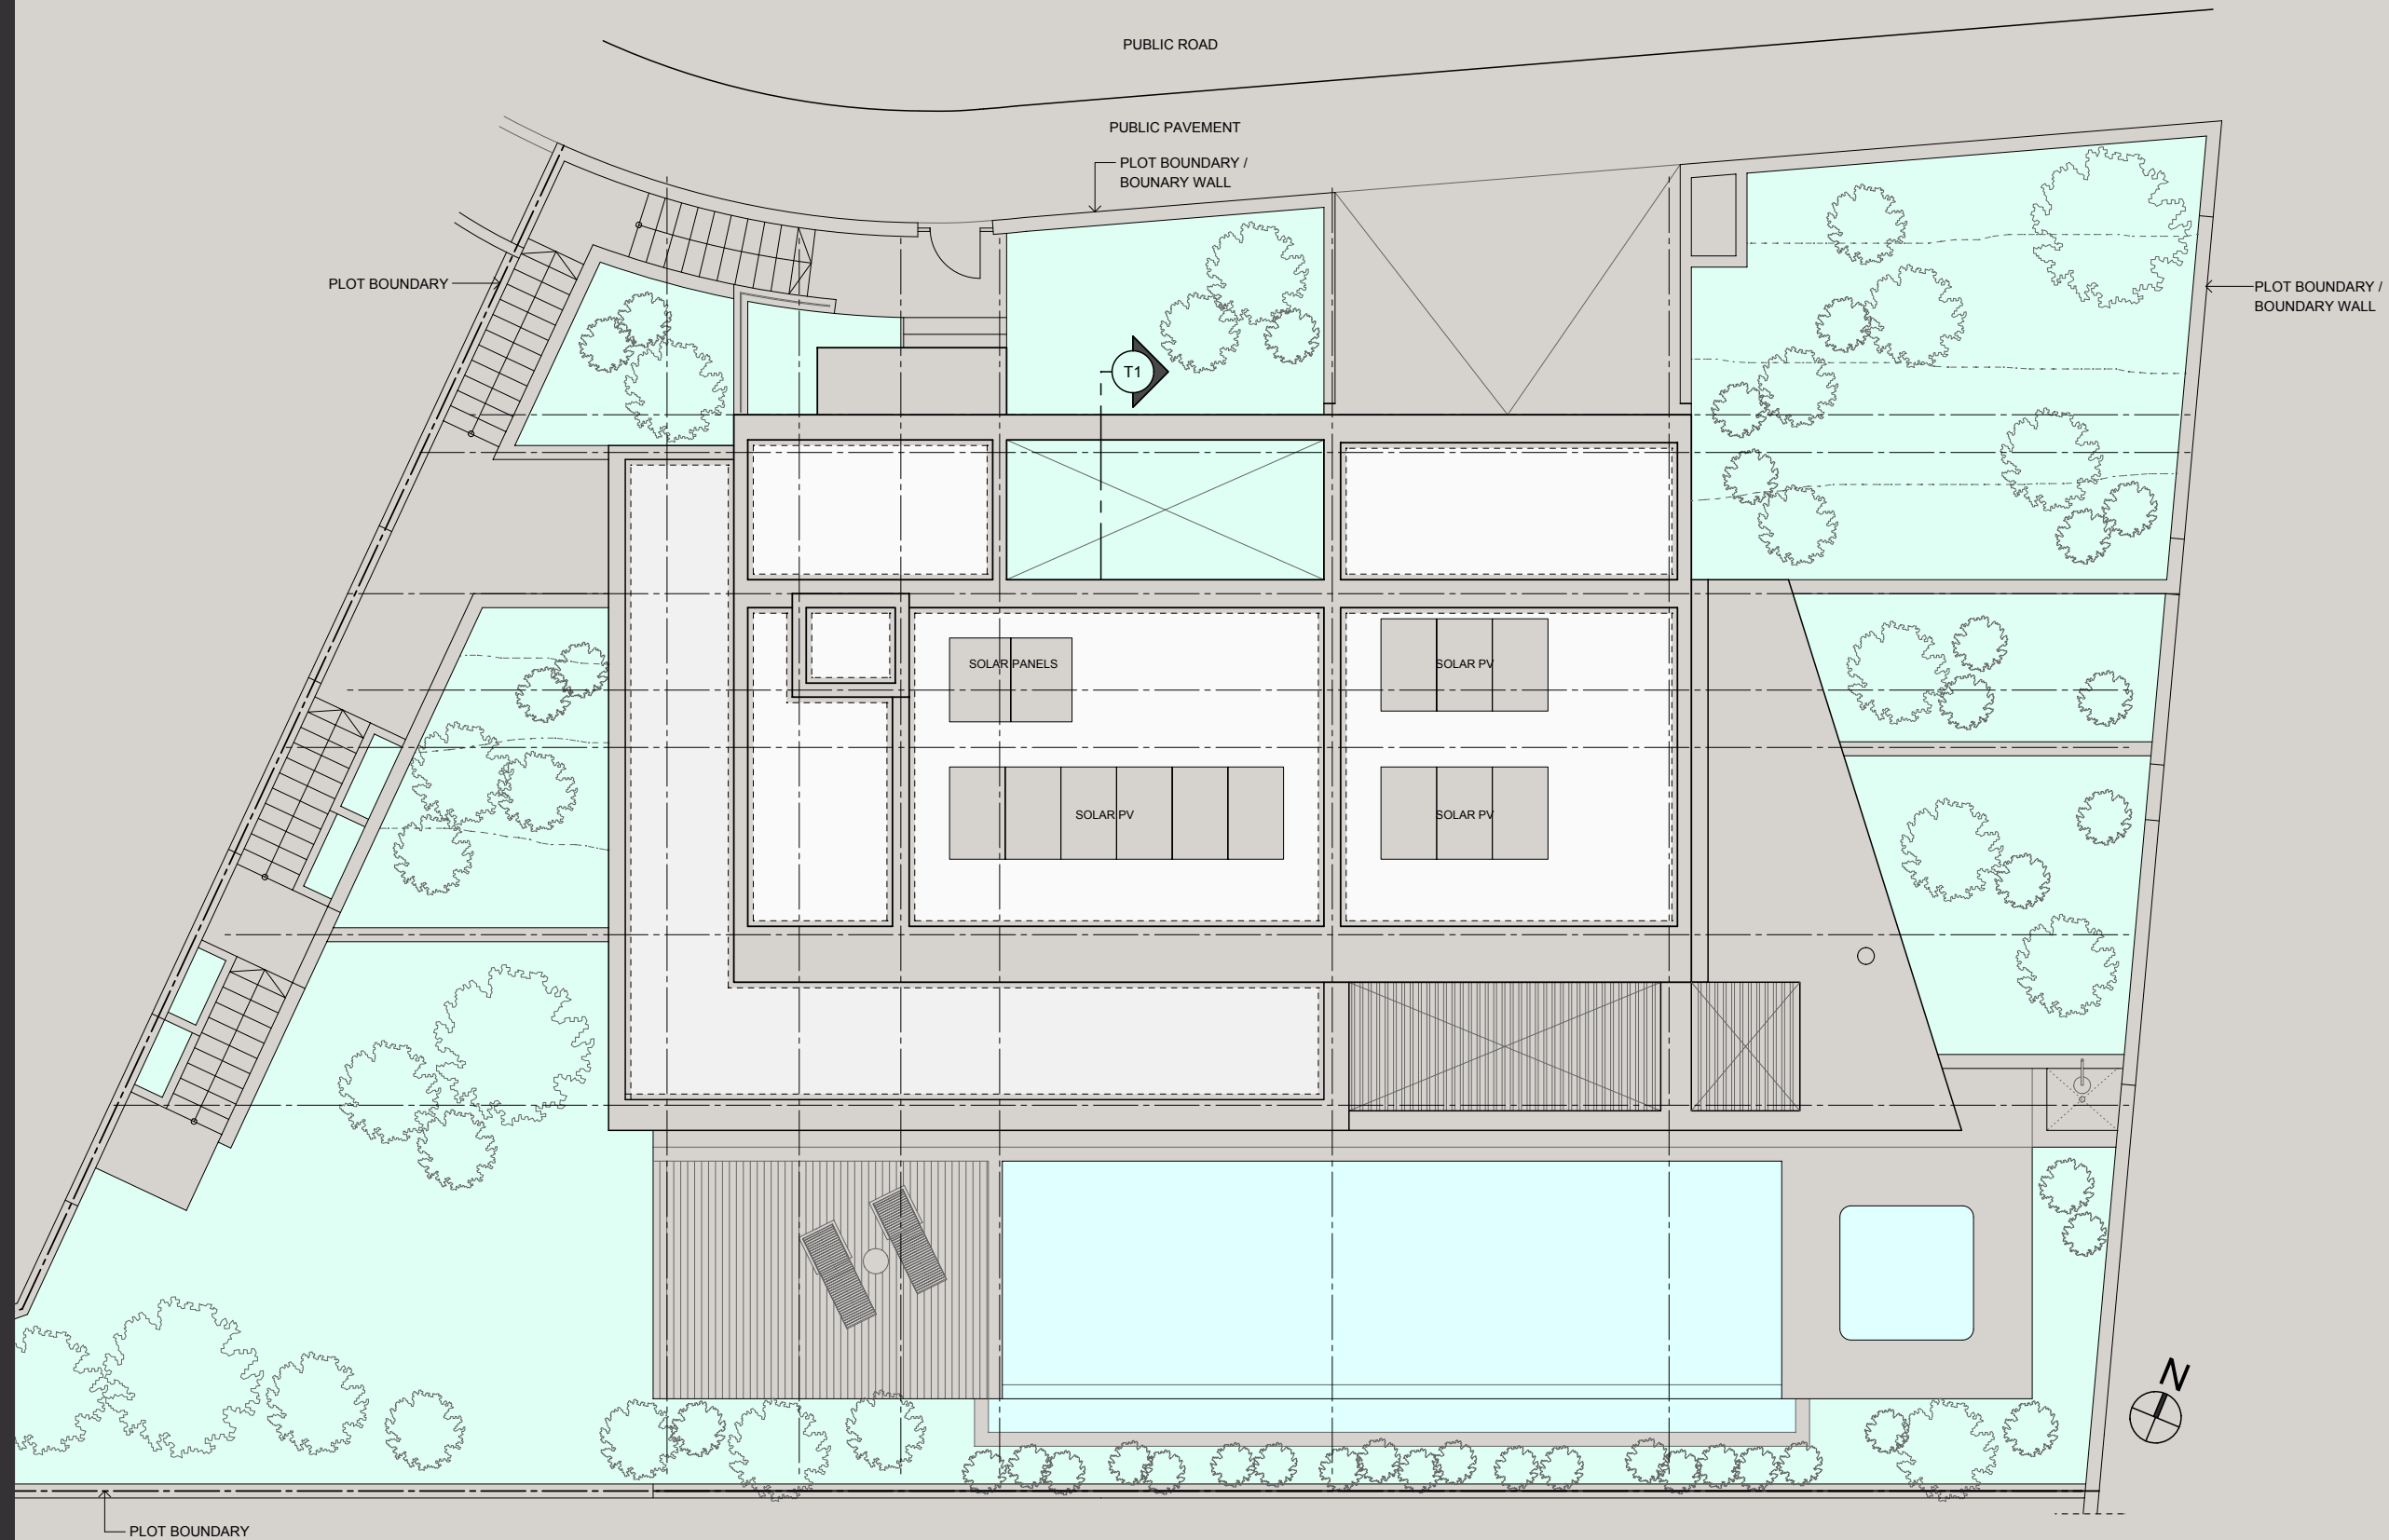 PUBLIC ROAD
PUBLIC PAVEMENT
PLOT BOUNDARY /
BOUNARY WALL
PLOT BOUNDARY
PLOT BOUNDARY /
BOUNDARY WALL
T1
SOLAR PANELS
SOLAR PV
SOLAR PV
SOLAR PV
N
PLOT BOUNDARY